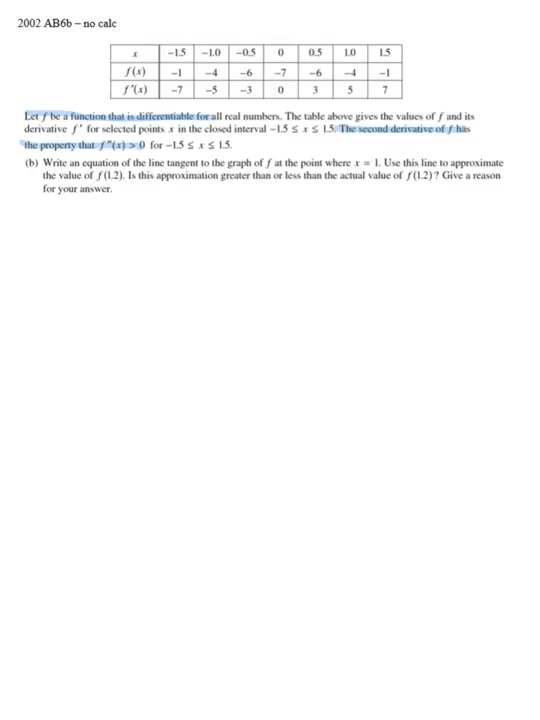 2002 AB6b – no calc
x −1.5 −1.0 −0.5 0 0.5 1.0 1.5
f(x) −1 −4 −6 −7 −6 −4 −1
f'(x) −7 −5 −3 0 3 5 7
Let f be a function that is differentiable for all real numbers. The table above gives the values of f and its
derivative f' for selected points x in the closed interval −1.5 ≤ x ≤ 1.5. The second derivative of f has
the property that f"(x) > 0 for −1.5 ≤ x ≤ 1.5.
(b) Write an equation of the line tangent to the graph of f at the point where x = 1. Use this line to approximate
the value of f(1.2). Is this approximation greater than or less than the actual value of f(1.2)? Give a reason
for your answer.